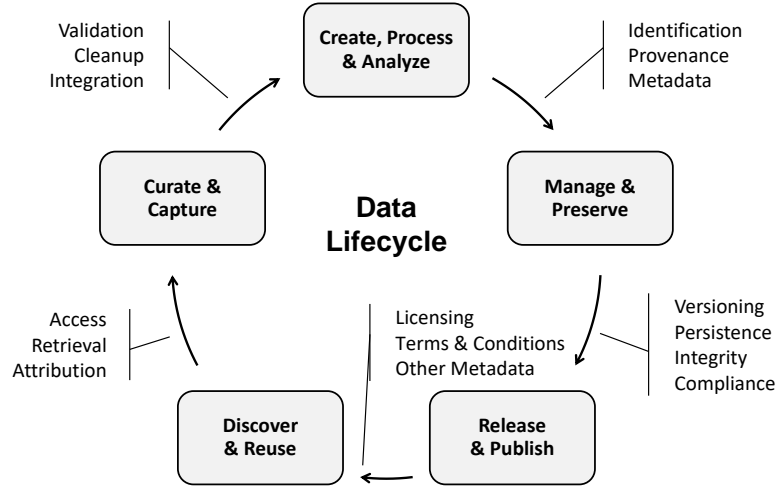 Validation
Cleanup
Integration
Create, Process
& Analyze
Identification
Provenance
Metadata
Curate &
Capture
Data
Lifecycle
Manage &
Preserve
Access
Retrieval
Attribution
Licensing
Terms & Conditions
Other Metadata
Versioning
Persistence
Integrity
Compliance
Discover
& Reuse
Release
& Publish